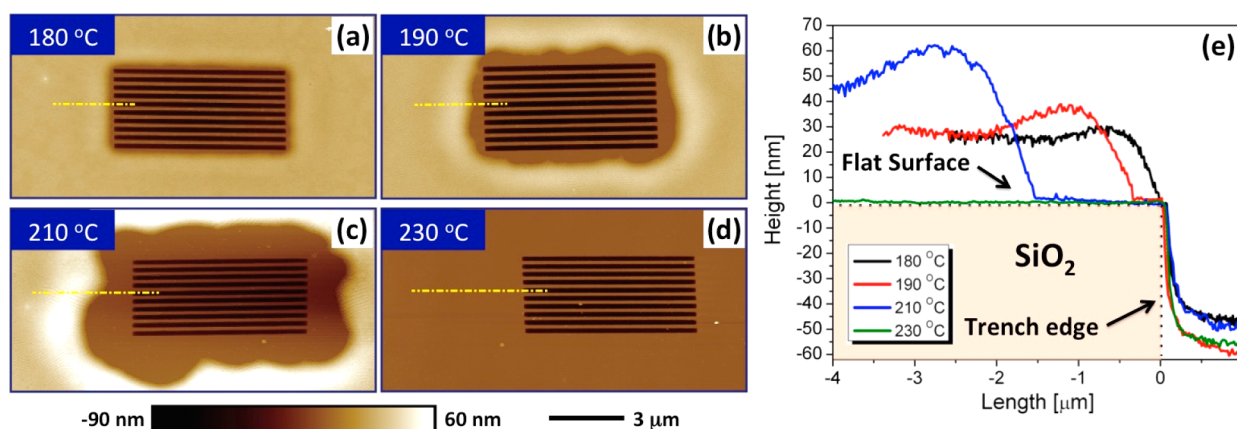 180 °C
(a)
190 °C
(b)
210 °C
(c)
230 °C
(d)
-90 nm
60 nm
3 μm
(e)
70
60
50
40
30
20
10
0
-10
-20
-30
-40
-50
-60
Height [nm]
Flat Surface
SiO₂
180 °C
190 °C
210 °C
230 °C
Trench edge
-4
-3
-2
-1
0
Length [μm]